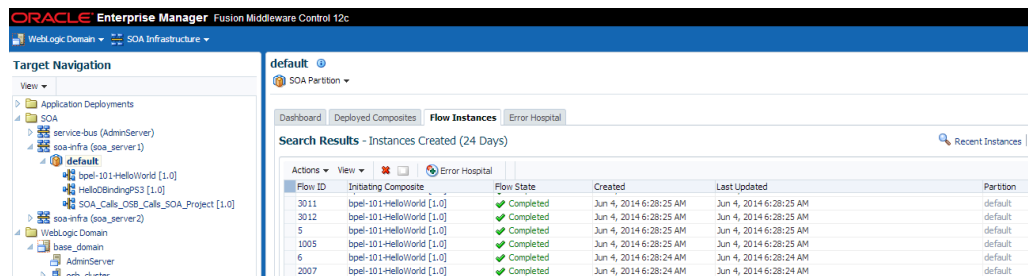 ORACLE Enterprise Manager Fusion Middleware Control 12c
WebLogic Domain SOA Infrastructure
Target Navigation
View
Application Deployments
SOA
service-bus (AdminServer)
soa-infra (soa_server1)
default
bpel-101-HelloWorld [1.0]
HelloDBindingPS3 [1.0]
SOA_Calls_OSB_Calls_SOA_Project [1.0]
soa-infra (soa_server2)
WebLogic Domain
base_domain
AdminServer
default
SOA Partition
Dashboard Deployed Composites Flow Instances Error Hospital
Search Results - Instances Created (24 Days) Recent Instances
Actions View Error Hospital
Flow ID Initiating Composite Flow State Created Last Updated Partition
3011 bpel-101-HelloWorld [1.0] Completed Jun 4, 2014 6:28:25 AM Jun 4, 2014 6:28:25 AM default
3012 bpel-101-HelloWorld [1.0] Completed Jun 4, 2014 6:28:25 AM Jun 4, 2014 6:28:25 AM default
5 bpel-101-HelloWorld [1.0] Completed Jun 4, 2014 6:28:25 AM Jun 4, 2014 6:28:25 AM default
1005 bpel-101-HelloWorld [1.0] Completed Jun 4, 2014 6:28:25 AM Jun 4, 2014 6:28:25 AM default
6 bpel-101-HelloWorld [1.0] Completed Jun 4, 2014 6:28:24 AM Jun 4, 2014 6:28:24 AM default
2007 bpel-101-HelloWorld [1.0] Completed Jun 4, 2014 6:28:24 AM Jun 4, 2014 6:28:24 AM default